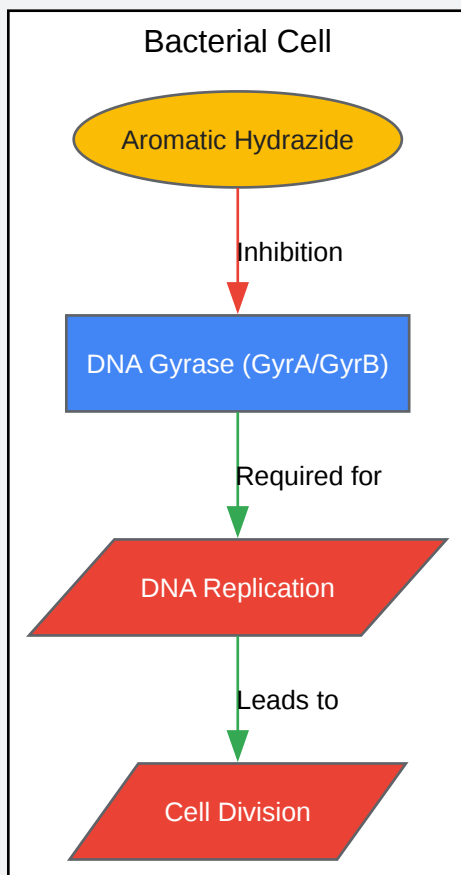 Bacterial Cell
Aromatic Hydrazide
Inhibition
DNA Gyrase (GyrA/GyrB)
Required for
DNA Replication
Leads to
Cell Division